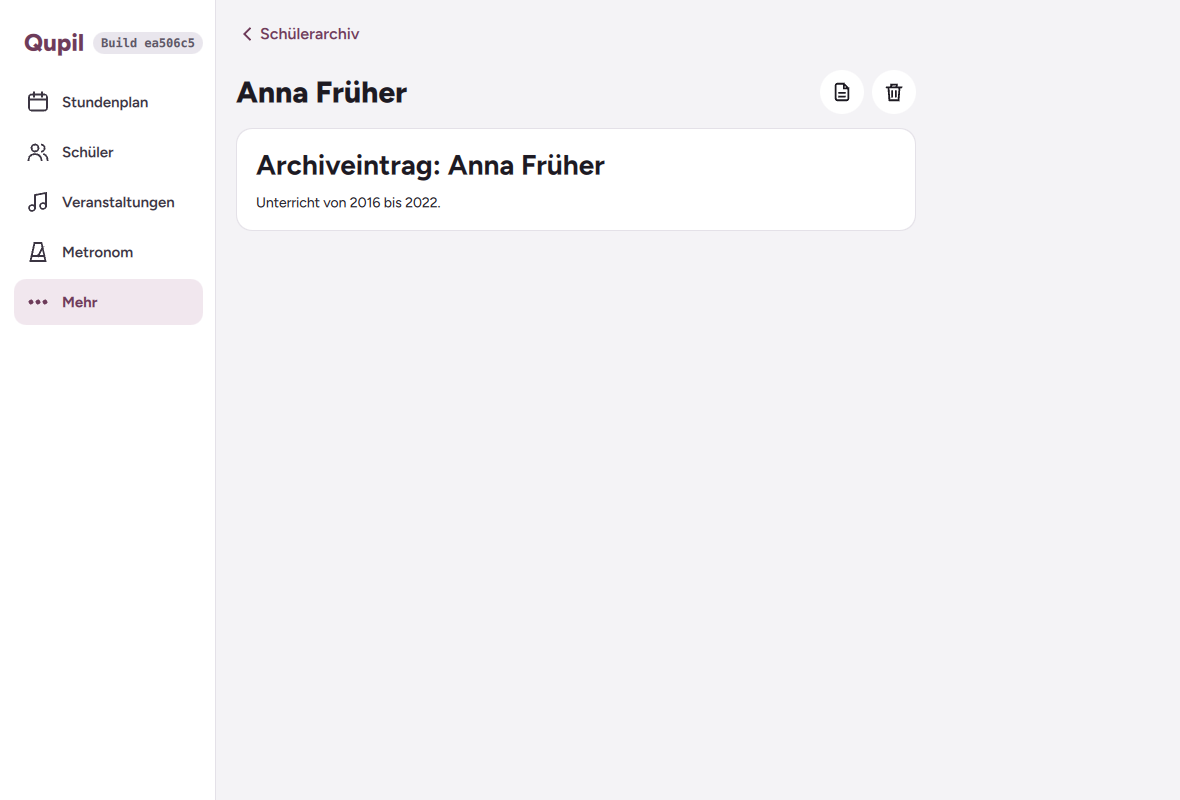 Qupil Build ea506c5
Stundenplan
Schüler
Veranstaltungen
Metronom
Mehr
Schülerarchiv
Anna Früher
Archiveintrag: Anna Früher
Unterricht von 2016 bis 2022.